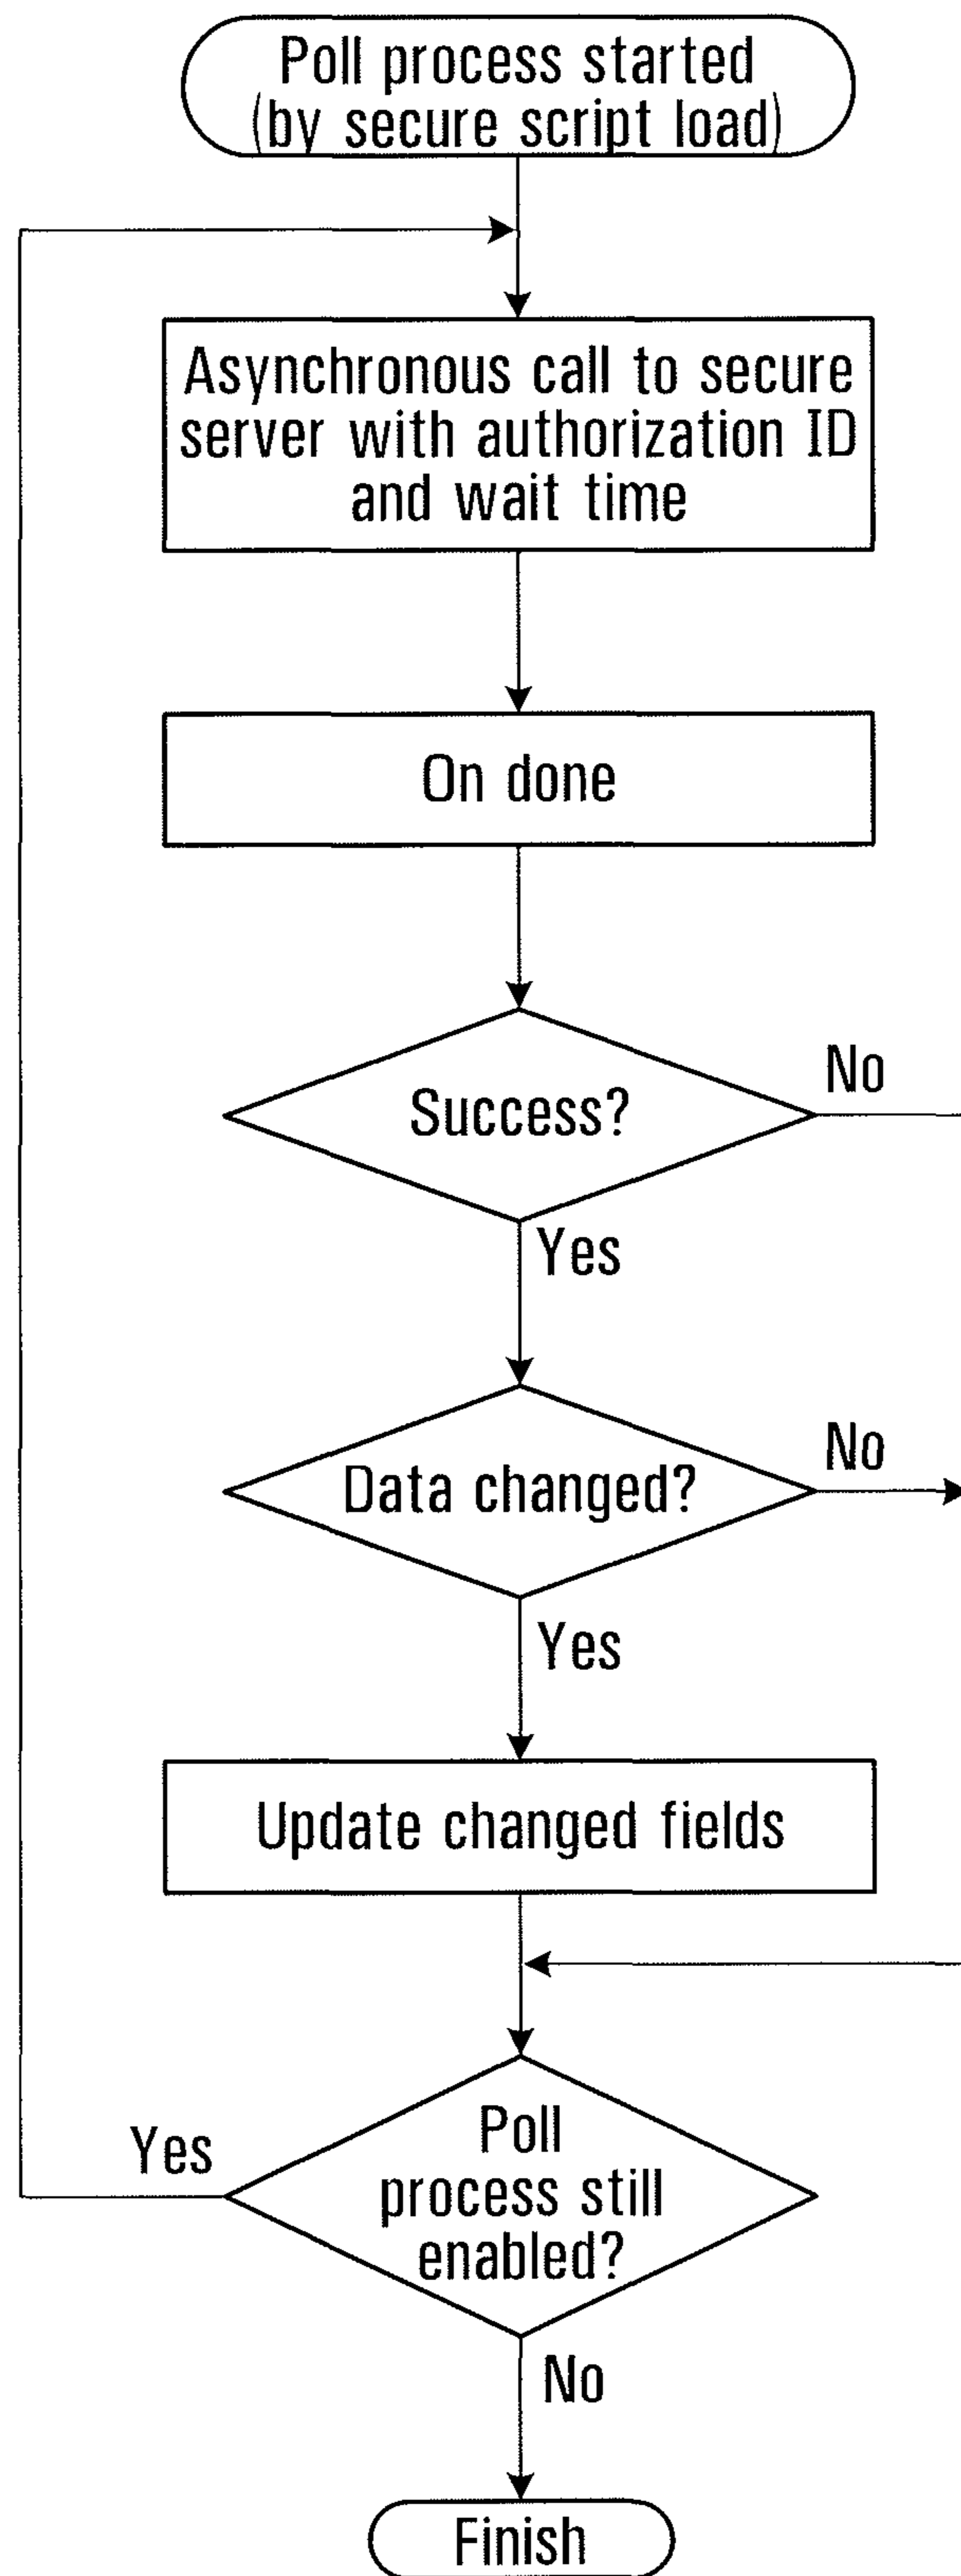 Poll process started
(by secure script load)
Asynchronous call to secure
server with authorization ID
and wait time
On done
Success?
No
Yes
Data changed?
No
Yes
Update changed fields
Poll
process still
enabled?
Yes
No
Finish